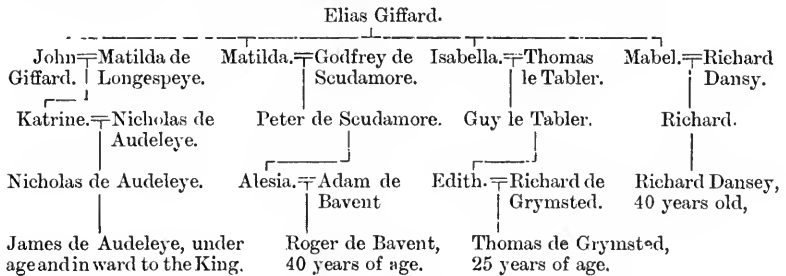 Elias Giffard.
John Matilda de Matilda. Godfrey de Isabella. Thomas Mabel. Richard
Giffard. Longespeye. Scudamore. le Tabler. Dansy.
Katrine. Nicholas de Peter de Scudamore. Guy le Tabler. Richard.
Audeleye.
Nicholas de Audeleye. Alesia. Adam de Edith. Richard de Richard Dansey,
Bavent Grymsted. 40 years old,
James de Audeleye, under Roger de Bavent, Thomas de Grymsted,
age and in ward to the King. 40 years of age. 25 years of age.